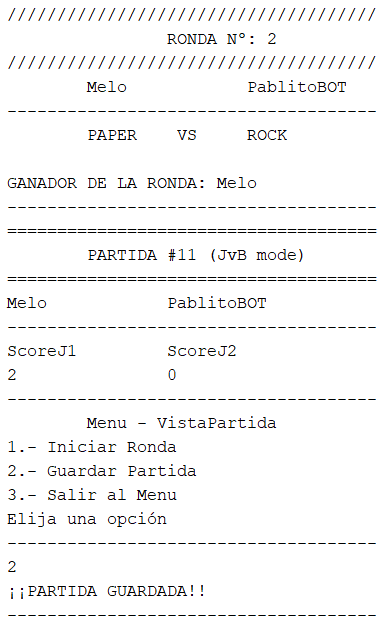 /////////////////////////////////////
RONDA Nº: 2
/////////////////////////////////////
Melo PablitoBOT
-------------------------------------
PAPER VS ROCK
GANADOR DE LA RONDA: Melo
-------------------------------------
=====================================
PARTIDA #11 (JvB mode)
=====================================
Melo PablitoBOT
-------------------------------------
ScoreJ1 ScoreJ2
2 0
-------------------------------------
Menu - VistaPartida
1.- Iniciar Ronda
2.- Guardar Partida
3.- Salir al Menu
Elija una opción
-------------------------------------
2
¡¡PARTIDA GUARDADA!!
-------------------------------------